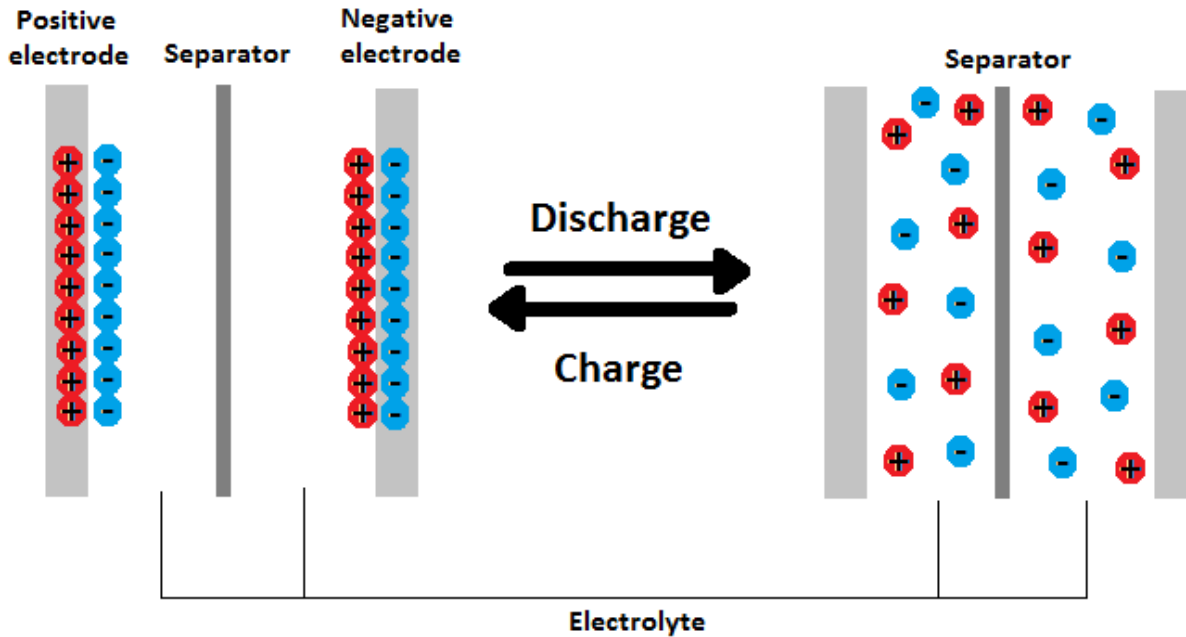 Positive
electrode
Separator
Negative
electrode
Separator
Discharge
Charge
Electrolyte